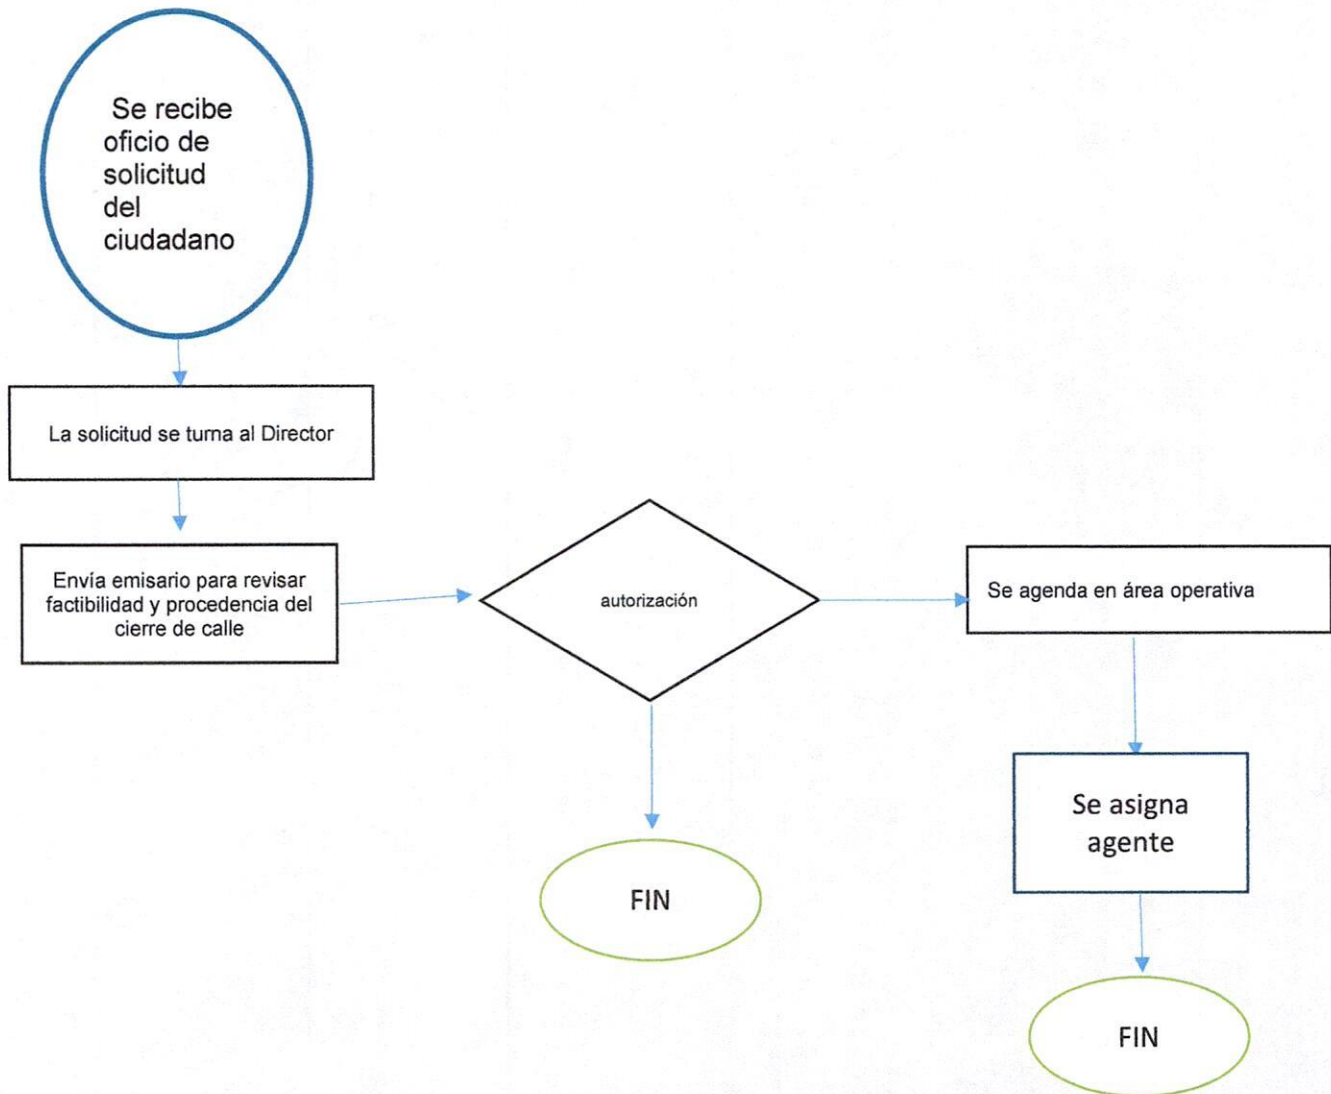 Se recibe
oficio de
solicitud
del
ciudadano
La solicitud se turna al Director
Envía emisario para revisar
factibilidad y procedencia del
cierre de calle
autorización
Se agenda en área operativa
Se asigna
agente
FIN
FIN